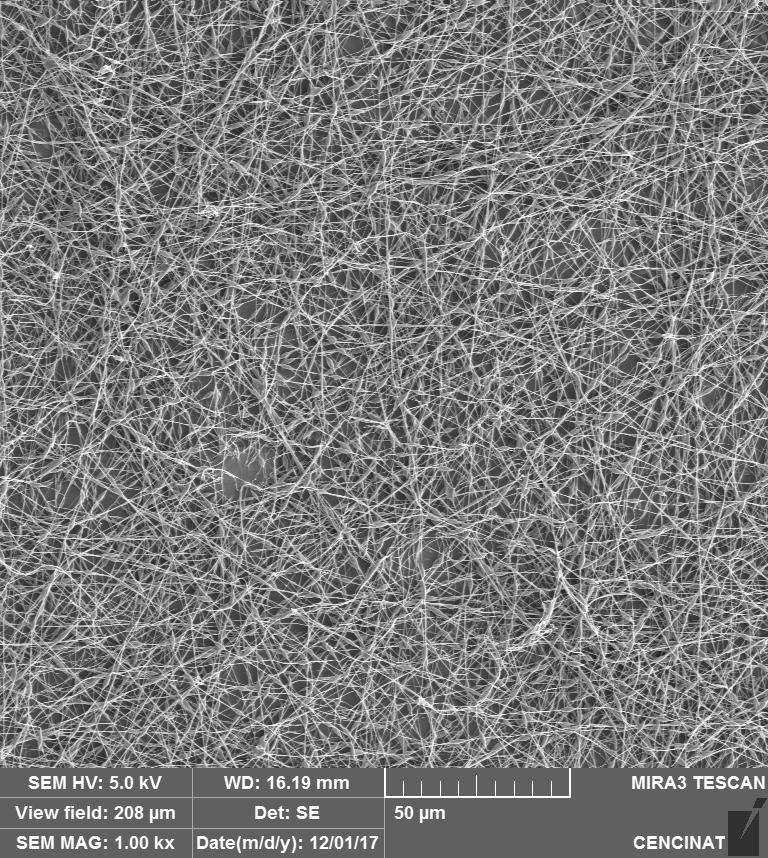 SEM HV: 5.0 kV
WD: 16.19 mm
MIRA3 TESCAN
View field: 208 µm
Det: SE
50 µm
SEM MAG: 1.00 kx
Date(m/d/y): 12/01/17
CENCINAT